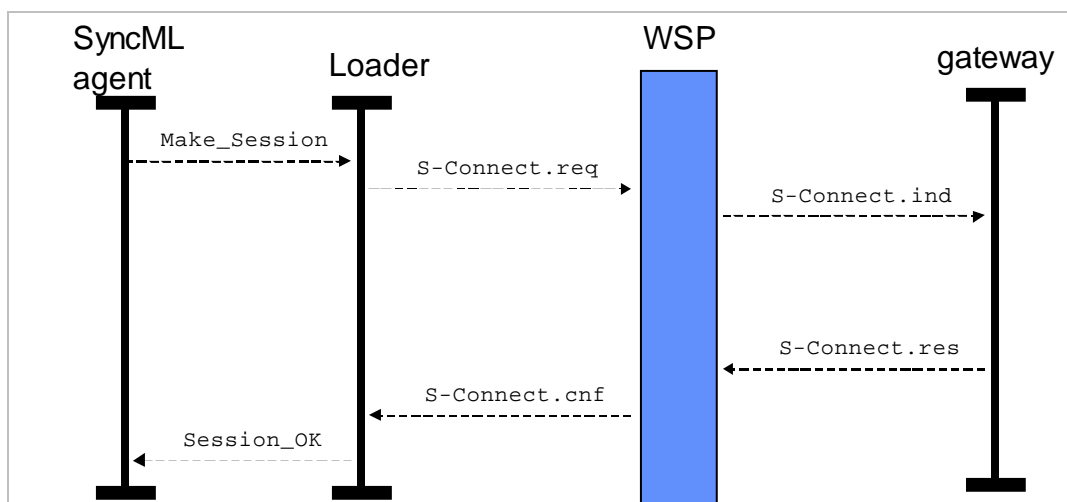 SyncML
agent
Loader
WSP
gateway
Make_Session
S-Connect.req
S-Connect.ind
S-Connect.res
S-Connect.cnf
Session_OK